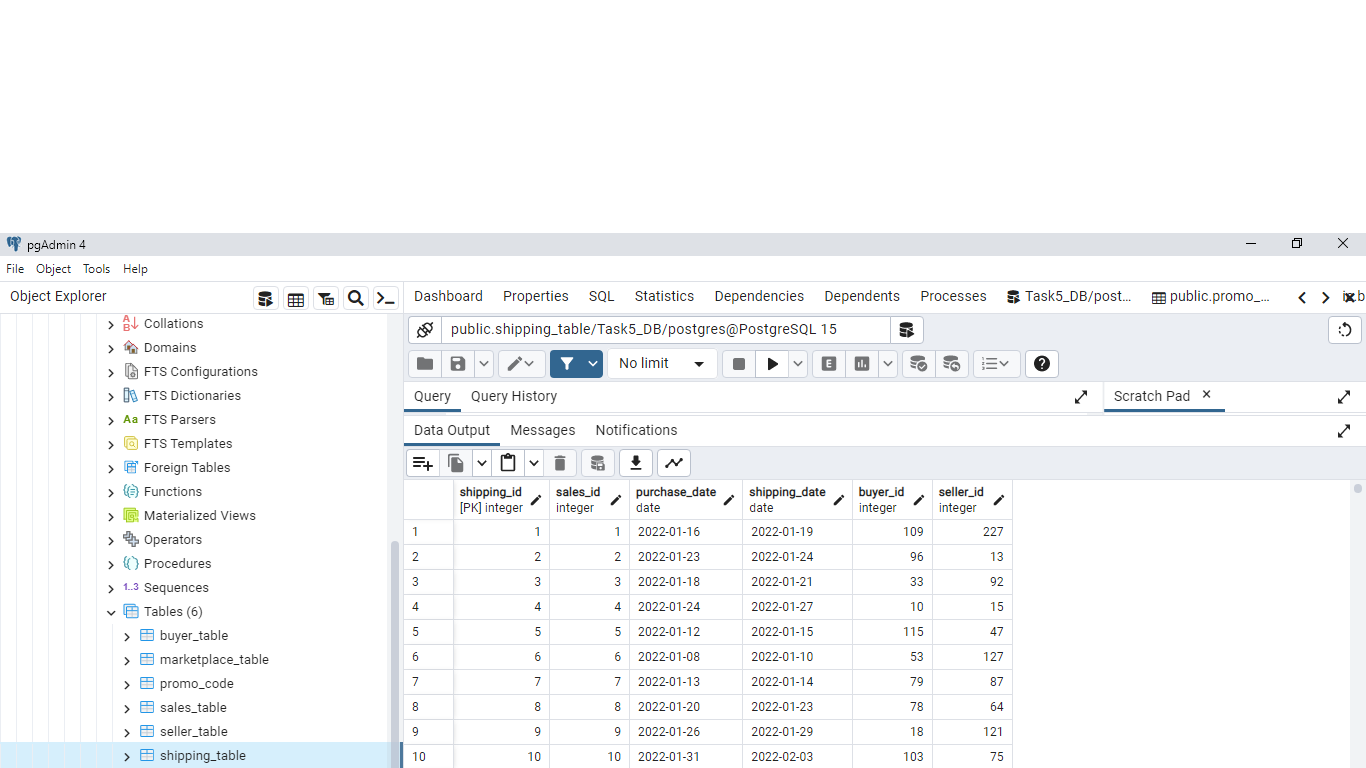 pgAdmin 4
File Object Tools Help
Object Explorer
Dashboard Properties SQL Statistics Dependencies Dependents Processes Task5_DB/post... public.promo_...
public.shipping_table/Task5_DB/postgres@PostgreSQL 15
No limit
E
Query Query History Scratch Pad
Data Output Messages Notifications
Collations
Domains
FTS Configurations
FTS Dictionaries
Aa FTS Parsers
FTS Templates
Foreign Tables
Functions
Materialized Views
Operators
Procedures
1..3 Sequences
Tables (6)
buyer_table
marketplace_table
promo_code
sales_table
seller_table
shipping_table
shipping_id sales_id purchase_date shipping_date buyer_id seller_id
[PK] integer integer date date integer integer
1 1 1 2022-01-16 2022-01-19 109 227
2 2 2 2022-01-23 2022-01-24 96 13
3 3 3 2022-01-18 2022-01-21 33 92
4 4 4 2022-01-24 2022-01-27 10 15
5 5 5 2022-01-12 2022-01-15 115 47
6 6 6 2022-01-08 2022-01-10 53 127
7 7 7 2022-01-13 2022-01-14 79 87
8 8 8 2022-01-20 2022-01-23 78 64
9 9 9 2022-01-26 2022-01-29 18 121
10 10 10 2022-01-31 2022-02-03 103 75